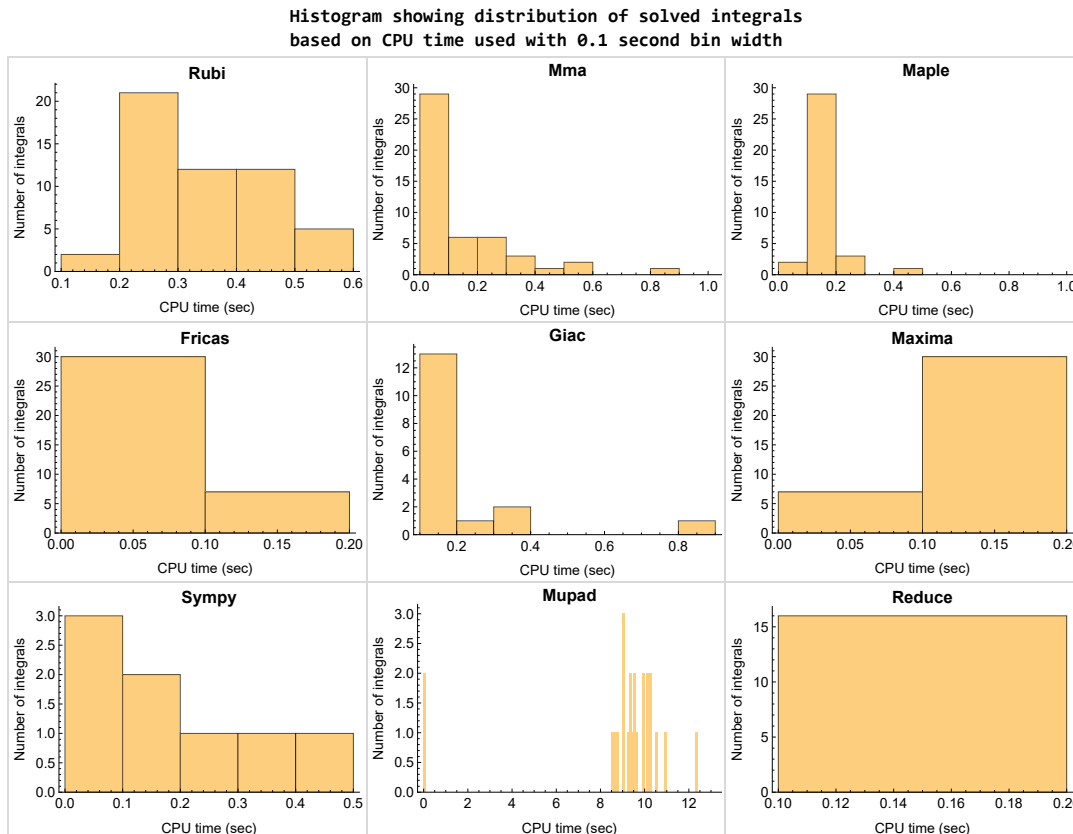 Histogram showing distribution of solved integrals
based on CPU time used with 0.1 second bin width
Rubi
Number of integrals
20
15
10
5
0
0.1 0.2 0.3 0.4 0.5 0.6
CPU time (sec)
Mma
Number of integrals
30
25
20
15
10
5
0
0.0 0.2 0.4 0.6 0.8 1.0
CPU time (sec)
Maple
Number of integrals
30
25
20
15
10
5
0
0.0 0.2 0.4 0.6 0.8 1.0
CPU time (sec)
Fricas
Number of integrals
30
25
20
15
10
5
0
0.00 0.05 0.10 0.15 0.20
CPU time (sec)
Giac
Number of integrals
12
10
8
6
4
2
0
0.2 0.4 0.6 0.8
CPU time (sec)
Maxima
Number of integrals
30
25
20
15
10
5
0
0.00 0.05 0.10 0.15 0.20
CPU time (sec)
Sympy
Number of integrals
3.0
2.5
2.0
1.5
1.0
0.5
0.0
0.0 0.1 0.2 0.3 0.4 0.5
CPU time (sec)
Mupad
Number of integrals
3.0
2.5
2.0
1.5
1.0
0.5
0.0
0 2 4 6 8 10 12
CPU time (sec)
Reduce
Number of integrals
15
10
5
0
0.10 0.12 0.14 0.16 0.18 0.20
CPU time (sec)